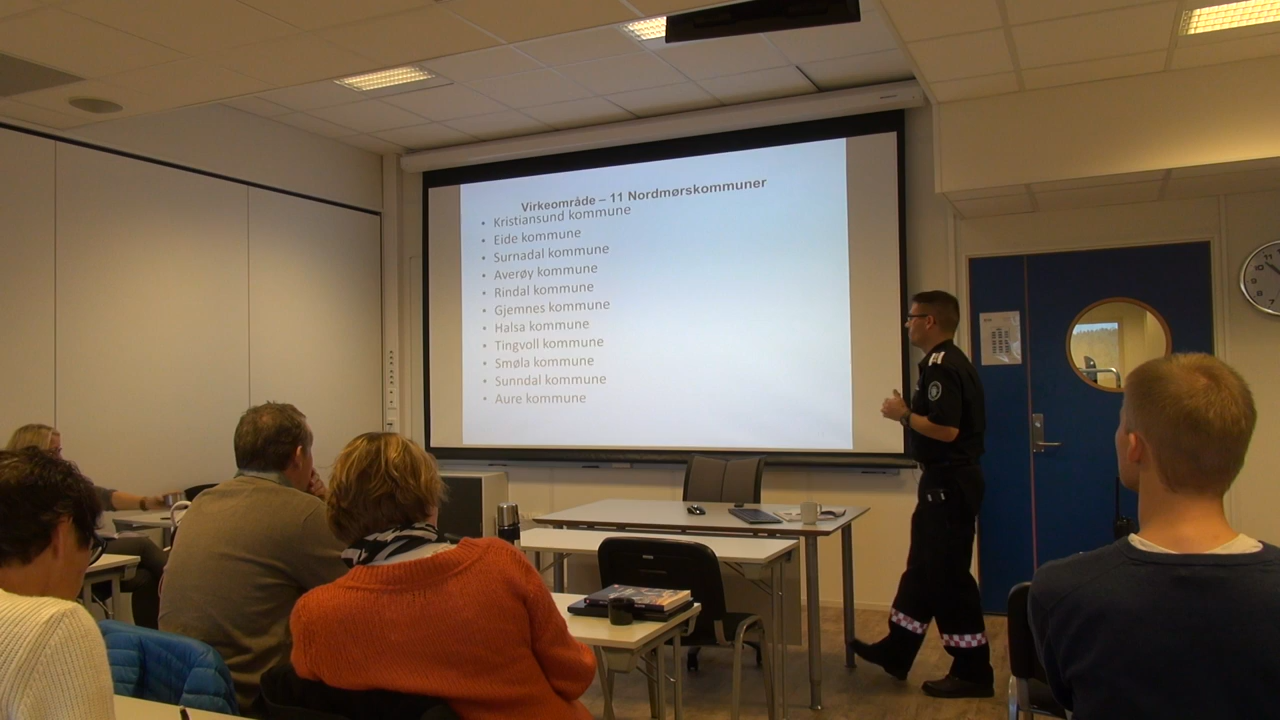 Virkeområde – 11 Nordmørskommuner
• Kristiansund kommune
• Eide kommune
• Surnadal kommune
• Averøy kommune
• Rindal kommune
• Gjemnes kommune
• Halsa kommune
• Tingvoll kommune
• Smøla kommune
• Sunndal kommune
• Aure kommune